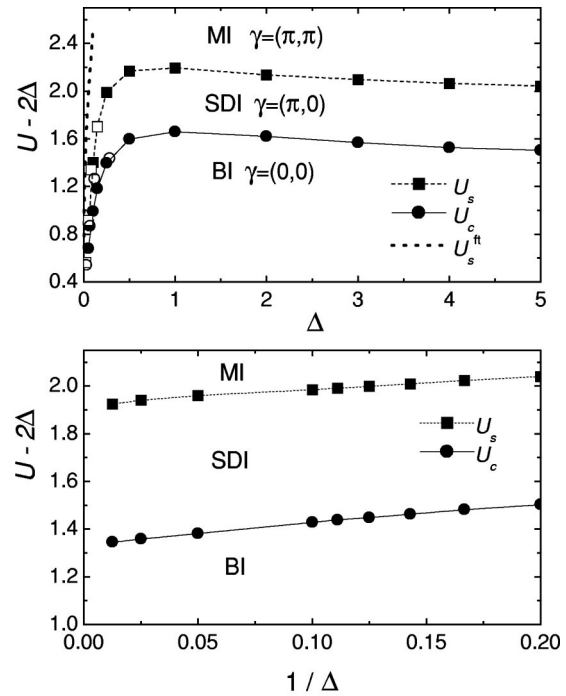 2.4
2.0
1.6
1.2
0.8
0.4
U - 2Δ
MI γ=(π,π)
SDI γ=(π,0)
BI γ=(0,0)
U_s
U_c
U_s^ft
0 1 2 3 4 5
Δ
2.0
1.8
1.6
1.4
1.2
1.0
U - 2Δ
MI
SDI
BI
U_s
U_c
0.00 0.05 0.10 0.15 0.20
1 / Δ